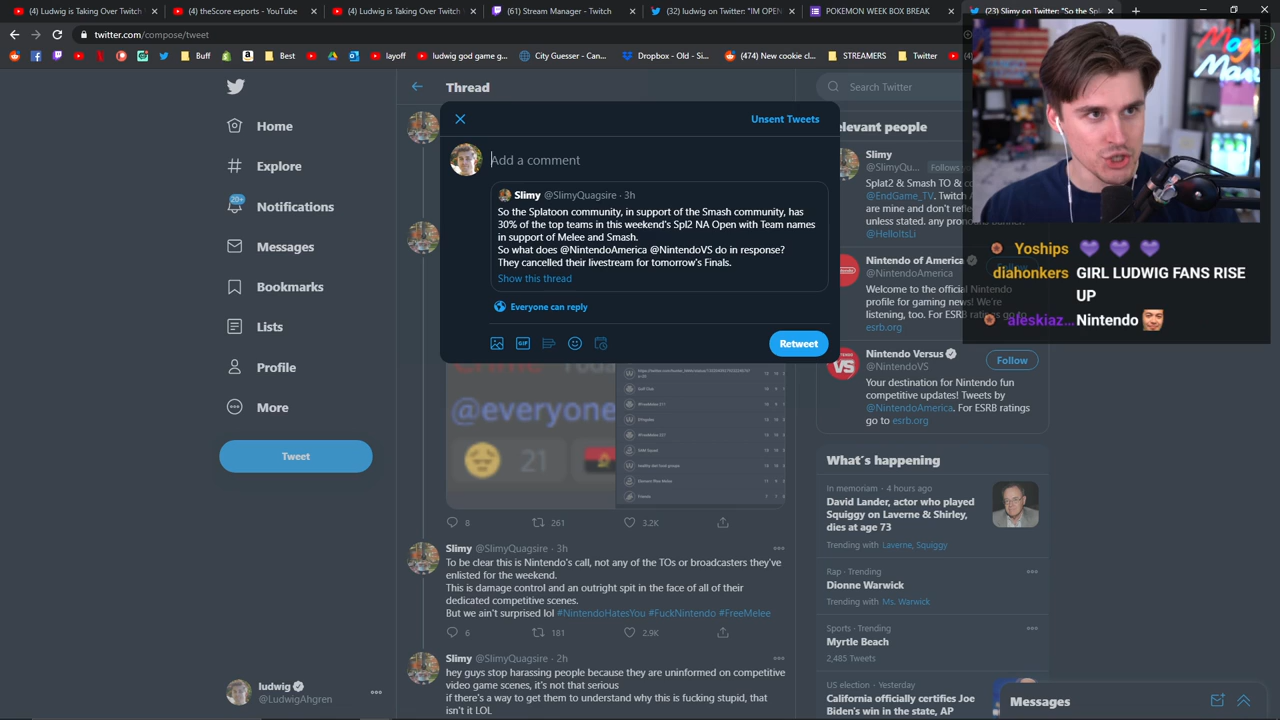 (4) Ludwig is Taking Over Twitch
(4) theScore esports - YouTube
(4) Ludwig is Taking Over Twitch
(61) Stream Manager - Twitch
(32) ludwig on Twitter: "IM OPEN
POKEMON WEEK BOX BREAK
(23) Slimy on Twitter: "So the Spl
twitter.com/compose/tweet
Buff
Best
layoff
ludwig god game g...
City Guesser - Can...
Dropbox - Old - Si...
(474) New cookie cl...
STREAMERS
Twitter
Home
Explore
20+
Notifications
Messages
Bookmarks
Lists
Profile
More
Tweet
ludwig
@LudwigAhgren
Thread
Unsent Tweets
Add a comment
Slimy @SlimyQuagsire · 3h
So the Splatoon community, in support of the Smash community, has
30% of the top teams in this weekend's Spl2 NA Open with Team names
in support of Melee and Smash.
So what does @NintendoAmerica @NintendoVS do in response?
They cancelled their livestream for tomorrow's Finals.
Show this thread
Everyone can reply
GIF
Retweet
@everyone
21
8
261
3.2K
Slimy @SlimyQuagsire · 3h
To be clear this is Nintendo's call, not any of the TOs or broadcasters they've
enlisted for the weekend.
This is damage control and an outright spit in the face of all of their
dedicated competitive scenes.
But we ain't surprised lol #NintendoHatesYou #FuckNintendo #FreeMelee
6
181
2.9K
Slimy @SlimyQuagsire · 2h
hey guys stop harassing people because they are uninformed on competitive
video game scenes, it's not that serious
if there's a way to get them to understand why this is fucking stupid, that
isn't it LOL
Search Twitter
elevant people
Slimy
@SlimyQu... Follows
Splat2 & Smash TO & c
@EndGame_TV. Twitch
are mine and don't refle
unless stated. any pronouns
@HelloItsLi
Nintendo of America
@NintendoAmerica
Welcome to the official Nintendo
profile for gaming news! We're
listening, too. For ESRB ratings go to
esrb.org
Nintendo Versus
@NintendoVS
Follow
VS
Your destination for Nintendo fun
competitive updates! Tweets by
@NintendoAmerica. For ESRB ratings
go to esrb.org
What's happening
In memoriam · 4 hours ago
David Lander, actor who played
Squiggy on Laverne & Shirley,
dies at age 73
Trending with Laverne, Squiggy
Rap · Trending
Dionne Warwick
Trending with Ms. Warwick
Sports · Trending
Myrtle Beach
2,485 Tweets
US election · Yesterday
California officially certifies Joe
Biden's win in the state, AP
Messages
Yoships
diahonkers GIRL LUDWIG FANS RISE
UP
aleskiaz... Nintendo